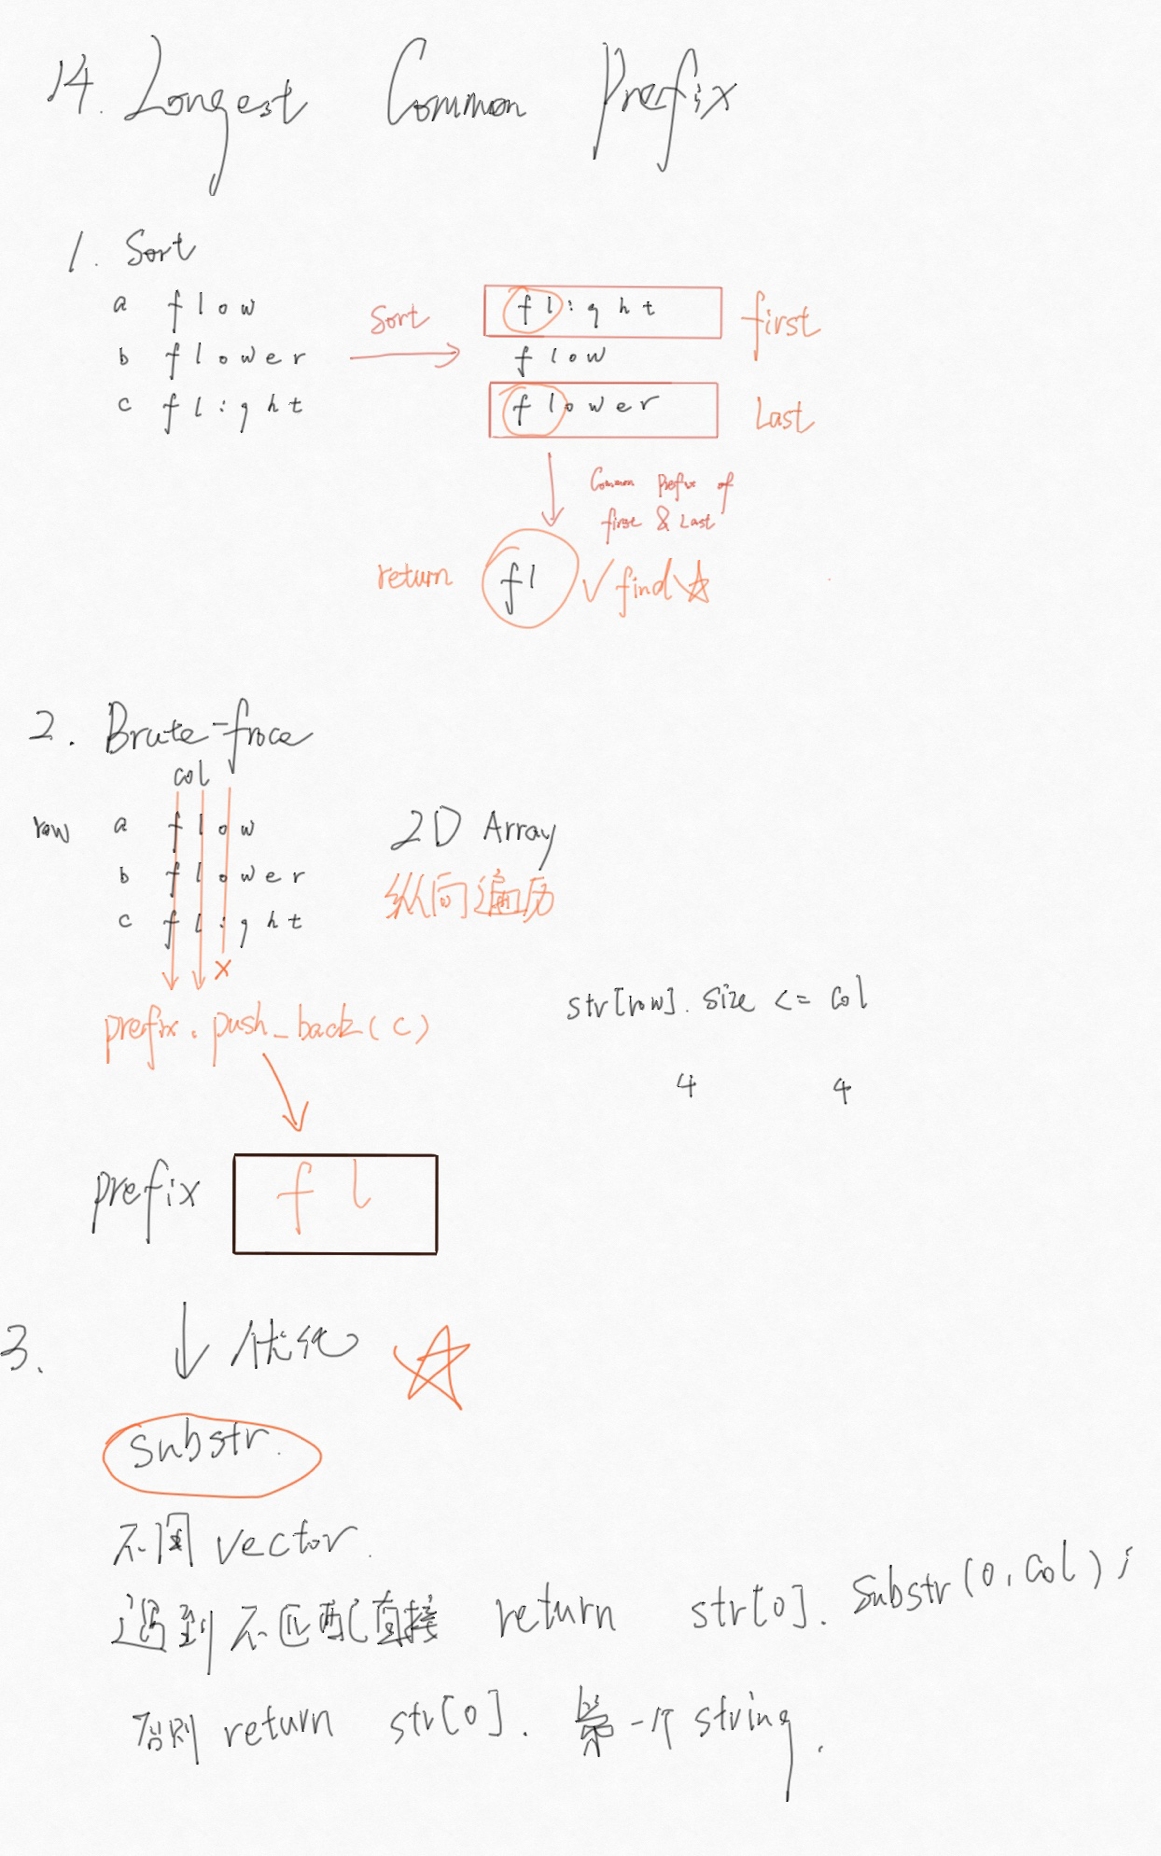 14. Longest Common Prefix
1. Sort
a flow
b flower
c flight
Sort
flight
first
flow
flower
Last
Common Prefix of
first & Last
return
fl
find
2. Brute-froce
col
row
a flow
b flower
c flight
2D Array
纵向遍历
prefix.push_back(c)
str[row].size <= col
4 4
prefix
fl
3.
优化
Substr.
不用 vector.
遇到不匹配直接 return str[0].substr(0,col);
否则 return str[0]. 第一个 string.